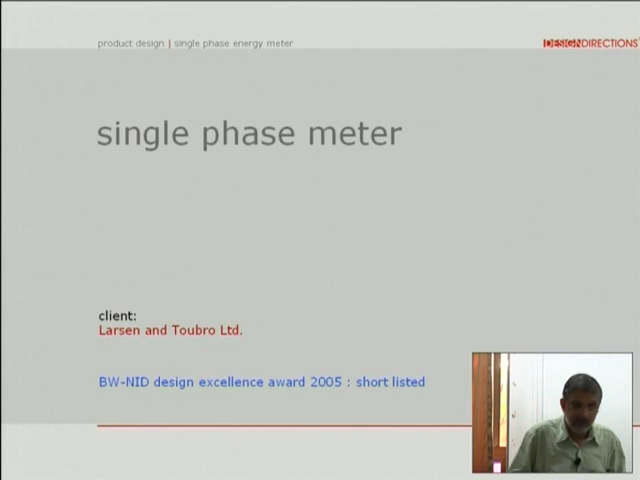 product design | single phase energy meter
DESIGNDIRECTIONS
single phase meter
client:
Larsen and Toubro Ltd.
BW-NID design excellence award 2005 : short listed